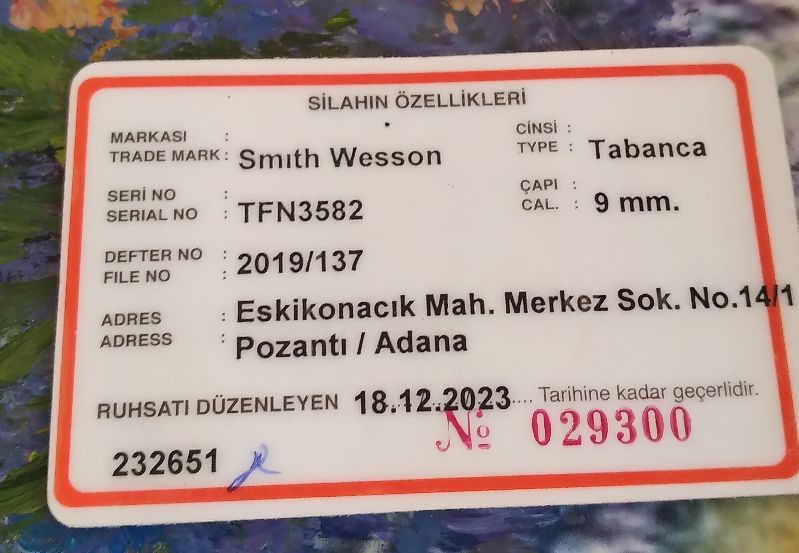 SİLAHIN ÖZELLİKLERİ
MARKASI :
TRADE MARK : Smıth Wesson
CİNSİ :
TYPE : Tabanca
SERİ NO :
SERIAL NO : TFN3582
ÇAPI :
CAL. : 9 mm.
DEFTER NO :
FILE NO : 2019/137
ADRES : Eskikonacık Mah. Merkez Sok. No.14/1
ADDRESS : Pozantı / Adana
RUHSATI DÜZENLEYEN 18.12.2023.... Tarihine kadar geçerlidir.
№ 029300
232651